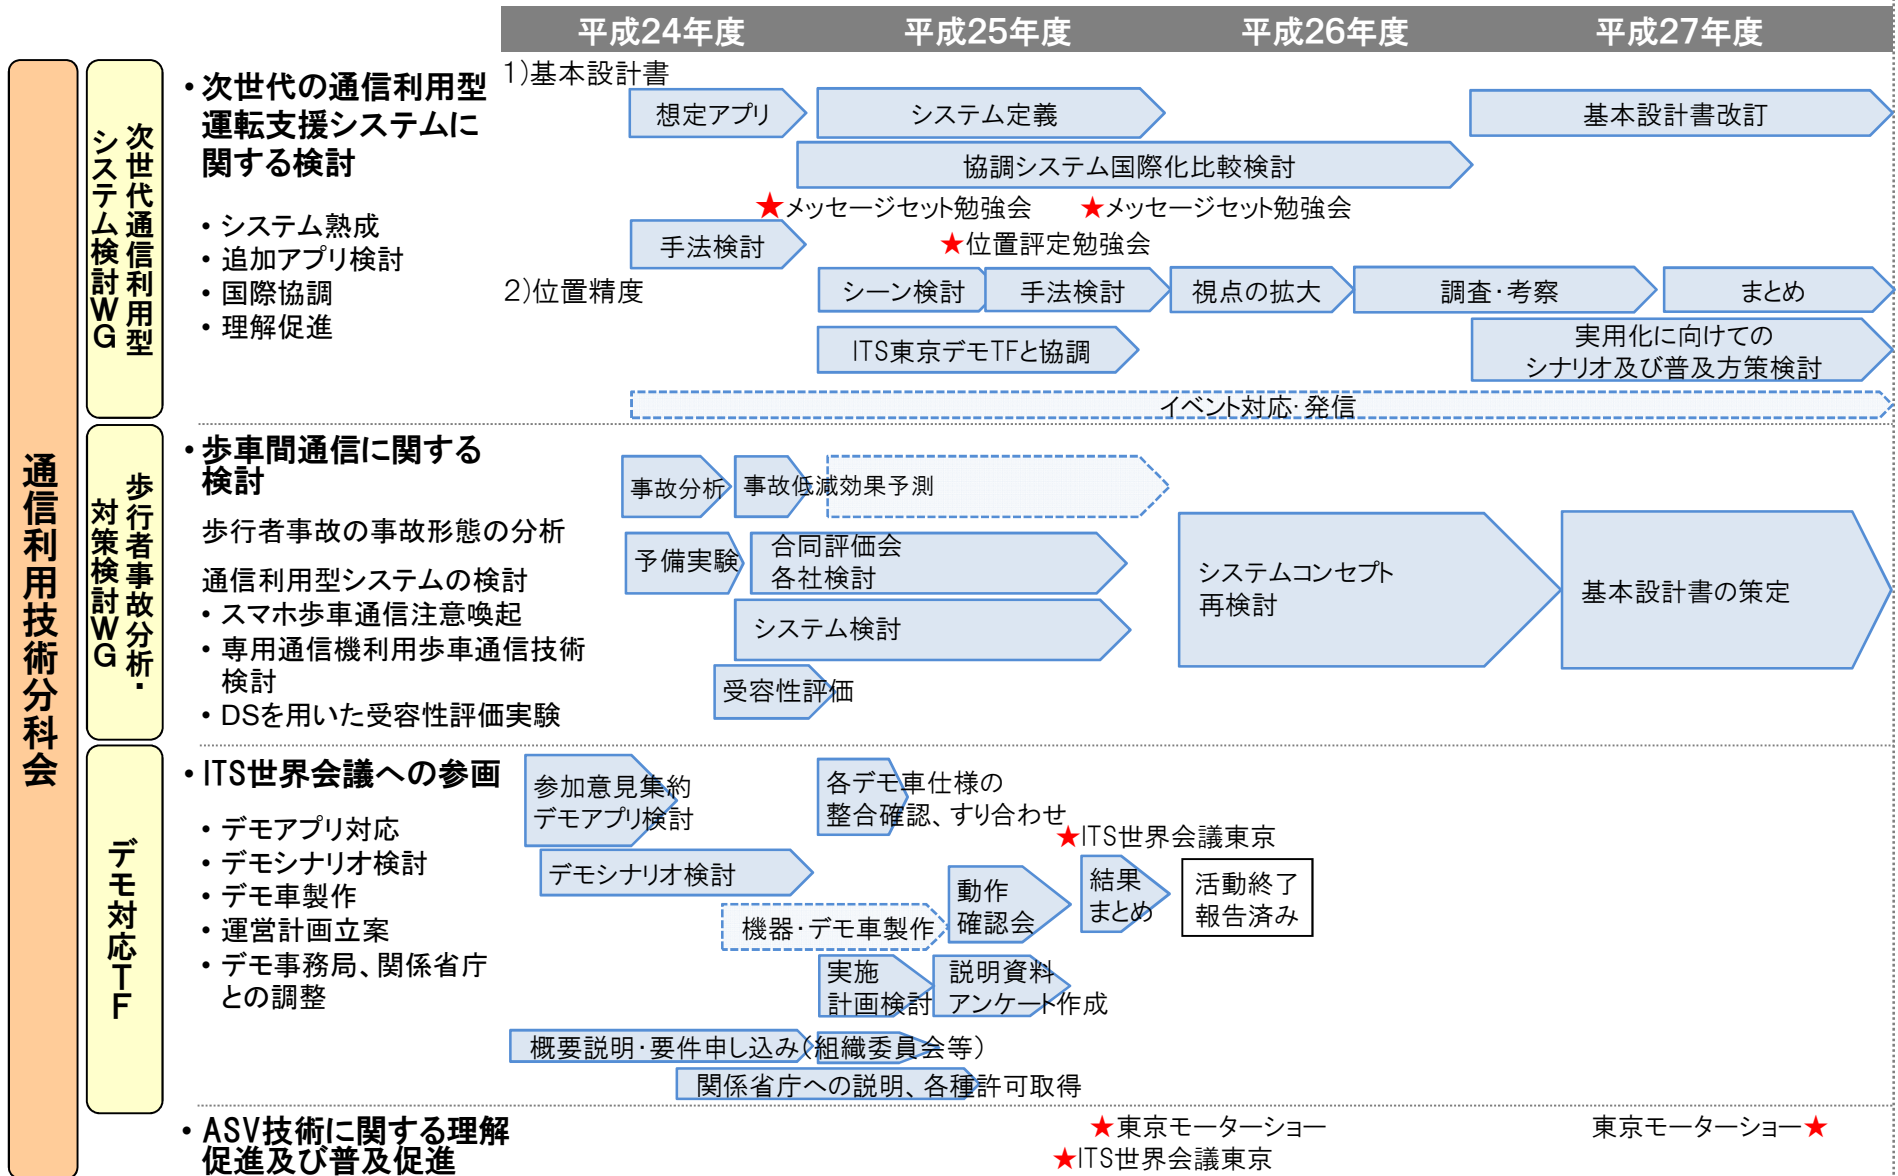 平成24年度 平成25年度 平成26年度 平成27年度
通信利用技術分科会
次世代通信利用型
システム検討WG
・次世代の通信利用型
運転支援システムに
関する検討
・システム熟成
・追加アプリ検討
・国際協調
・理解促進
1)基本設計書
想定アプリ
システム定義
基本設計書改訂
協調システム国際化比較検討
★メッセージセット勉強会
★メッセージセット勉強会
手法検討
★位置評定勉強会
2)位置精度
シーン検討
手法検討
視点の拡大
調査・考察
まとめ
ITS東京デモTFと協調
実用化に向けての
シナリオ及び普及方策検討
イベント対応・発信
歩行者事故分析・
対策検討WG
・歩車間通信に関する
検討
歩行者事故の事故形態の分析
通信利用型システムの検討
・スマホ歩車通信注意喚起
・専用通信機利用歩車通信技術
検討
・DSを用いた受容性評価実験
事故分析
事故低減効果予測
予備実験
合同評価会
各社検討
システム検討
受容性評価
システムコンセプト
再検討
基本設計書の策定
デモ対応TF
・ITS世界会議への参画
・デモアプリ対応
・デモシナリオ検討
・デモ車製作
・運営計画立案
・デモ事務局、関係省庁
との調整
参加意見集約
デモアプリ検討
各デモ車仕様の
整合確認、すり合わせ
★ITS世界会議東京
デモシナリオ検討
動作
確認会
結果
まとめ
活動終了
報告済み
機器・デモ車製作
実施
計画検討
説明資料
アンケート作成
概要説明・要件申し込み(組織委員会等)
関係省庁への説明、各種許可取得
・ASV技術に関する理解
促進及び普及促進
★東京モーターショー
★ITS世界会議東京
東京モーターショー★